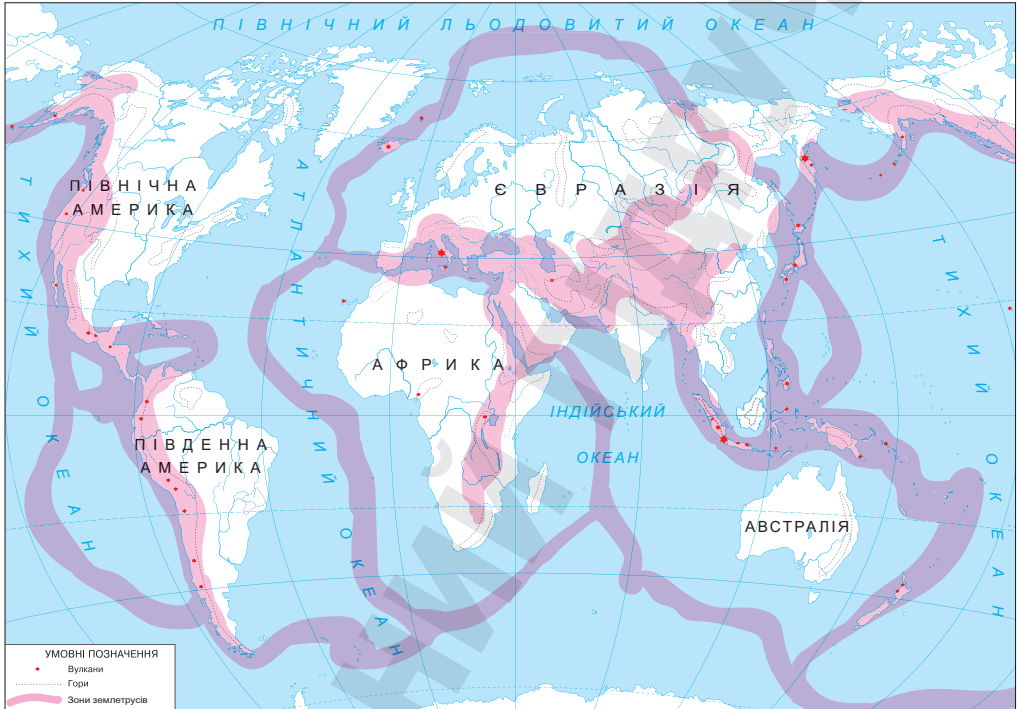 ПІВНІЧНИЙ ЛЬОДОВИТИЙ ОКЕАН
ПІВНІЧНА
АМЕРИКА
ЄВРАЗІЯ
ТИХИЙ ОКЕАН
АТЛАНТИЧНИЙ ОКЕАН
ТИХИЙ ОКЕАН
АФРИКА
ІНДІЙСЬКИЙ
ОКЕАН
ПІВДЕННА
АМЕРИКА
АВСТРАЛІЯ
УМОВНІ ПОЗНАЧЕННЯ
Вулкани
Гори
Зони землетрусів